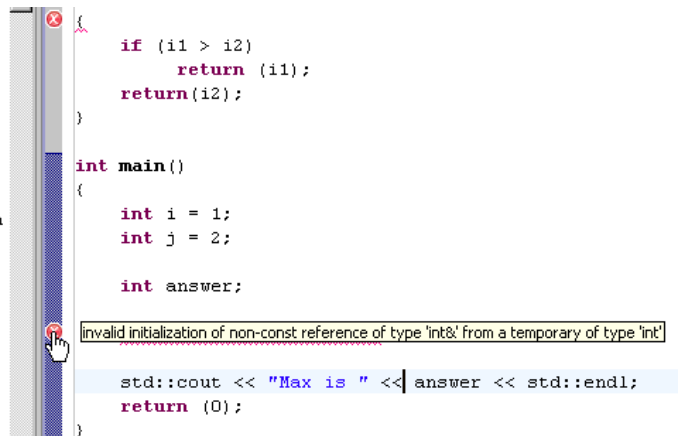 {
if (i1 > i2)
return (i1);
return(i2);
}
int main()
{
int i = 1;
int j = 2;
int answer;
invalid initialization of non-const reference of type 'int&' from a temporary of type 'int'
std::cout << "Max is " << answer << std::endl;
return (0);
}